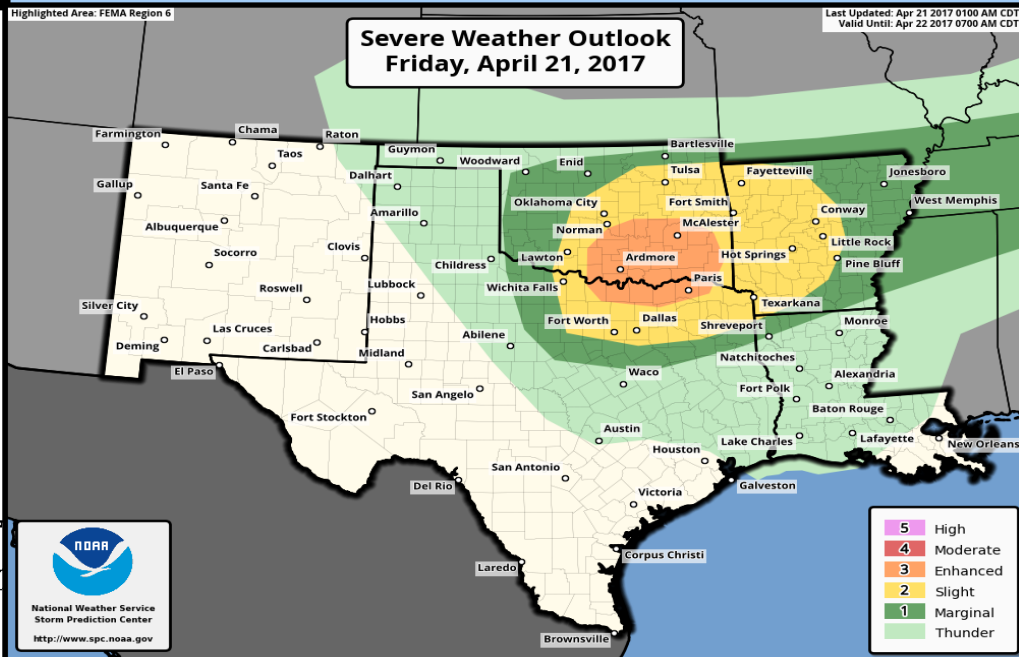 Highlighted Area: FEMA Region 6
Last Updated: Apr 21 2017 0100 AM CDT
Valid Until: Apr 22 2017 0700 AM CDT
Severe Weather Outlook
Friday, April 21, 2017
Farmington
Chama
Raton
Taos
Guymon
Woodward
Enid
Bartlesville
Gallup
Santa Fe
Dalhart
Tulsa
Fayetteville
Jonesboro
Albuquerque
Amarillo
Oklahoma City
Fort Smith
Conway
West Memphis
Norman
McAlester
Socorro
Clovis
Childress
Lawton
Ardmore
Hot Springs
Little Rock
Pine Bluff
Roswell
Lubbock
Wichita Falls
Paris
Texarkana
Silver City
Las Cruces
Hobbs
Fort Worth
Dallas
Shreveport
Monroe
Deming
Carlsbad
Midland
Abilene
Natchitoches
El Paso
Waco
Alexandria
San Angelo
Fort Polk
Fort Stockton
Austin
Baton Rouge
Houston
Lake Charles
Lafayette
New Orleans
San Antonio
Del Rio
Victoria
Galveston
Corpus Christi
Laredo
Brownsville
NOAA
National Weather Service
Storm Prediction Center
http://www.spc.noaa.gov
5 High
4 Moderate
3 Enhanced
2 Slight
1 Marginal
Thunder